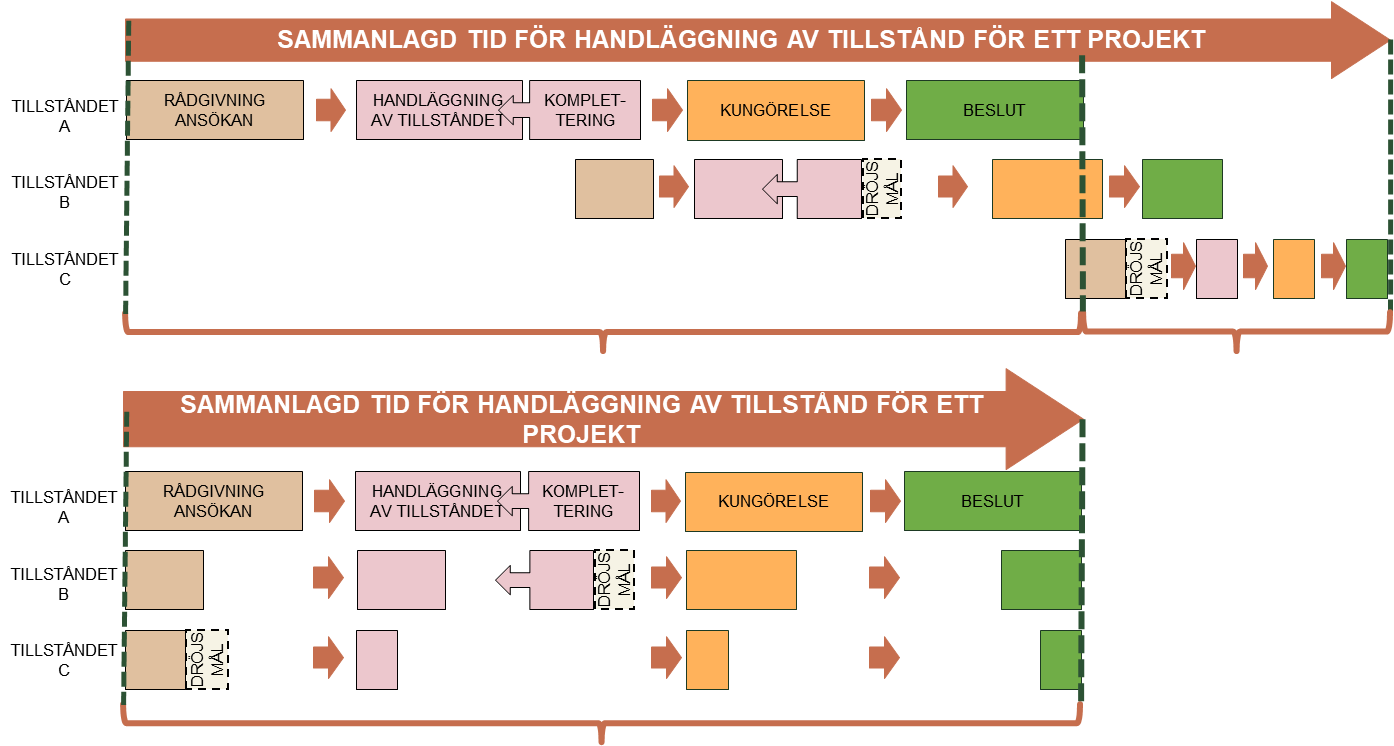 SAMMANLAGD TID FÖR HANDLÄGGNING AV TILLSTÅND FÖR ETT PROJEKT
TILLSTÅNDET
A
RÅDGIVNING
ANSÖKAN
HANDLÄGGNING
AV TILLSTÅNDET
KOMPLET-
TERING
KUNGÖRELSE
BESLUT
TILLSTÅNDET
B
DRÖJS
MÅL
TILLSTÅNDET
C
DRÖJS
MÅL
SAMMANLAGD TID FÖR HANDLÄGGNING AV TILLSTÅND FÖR ETT
PROJEKT
TILLSTÅNDET
A
RÅDGIVNING
ANSÖKAN
HANDLÄGGNING
AV TILLSTÅNDET
KOMPLET-
TERING
KUNGÖRELSE
BESLUT
TILLSTÅNDET
B
DRÖJS
MÅL
TILLSTÅNDET
C
DRÖJS
MÅL